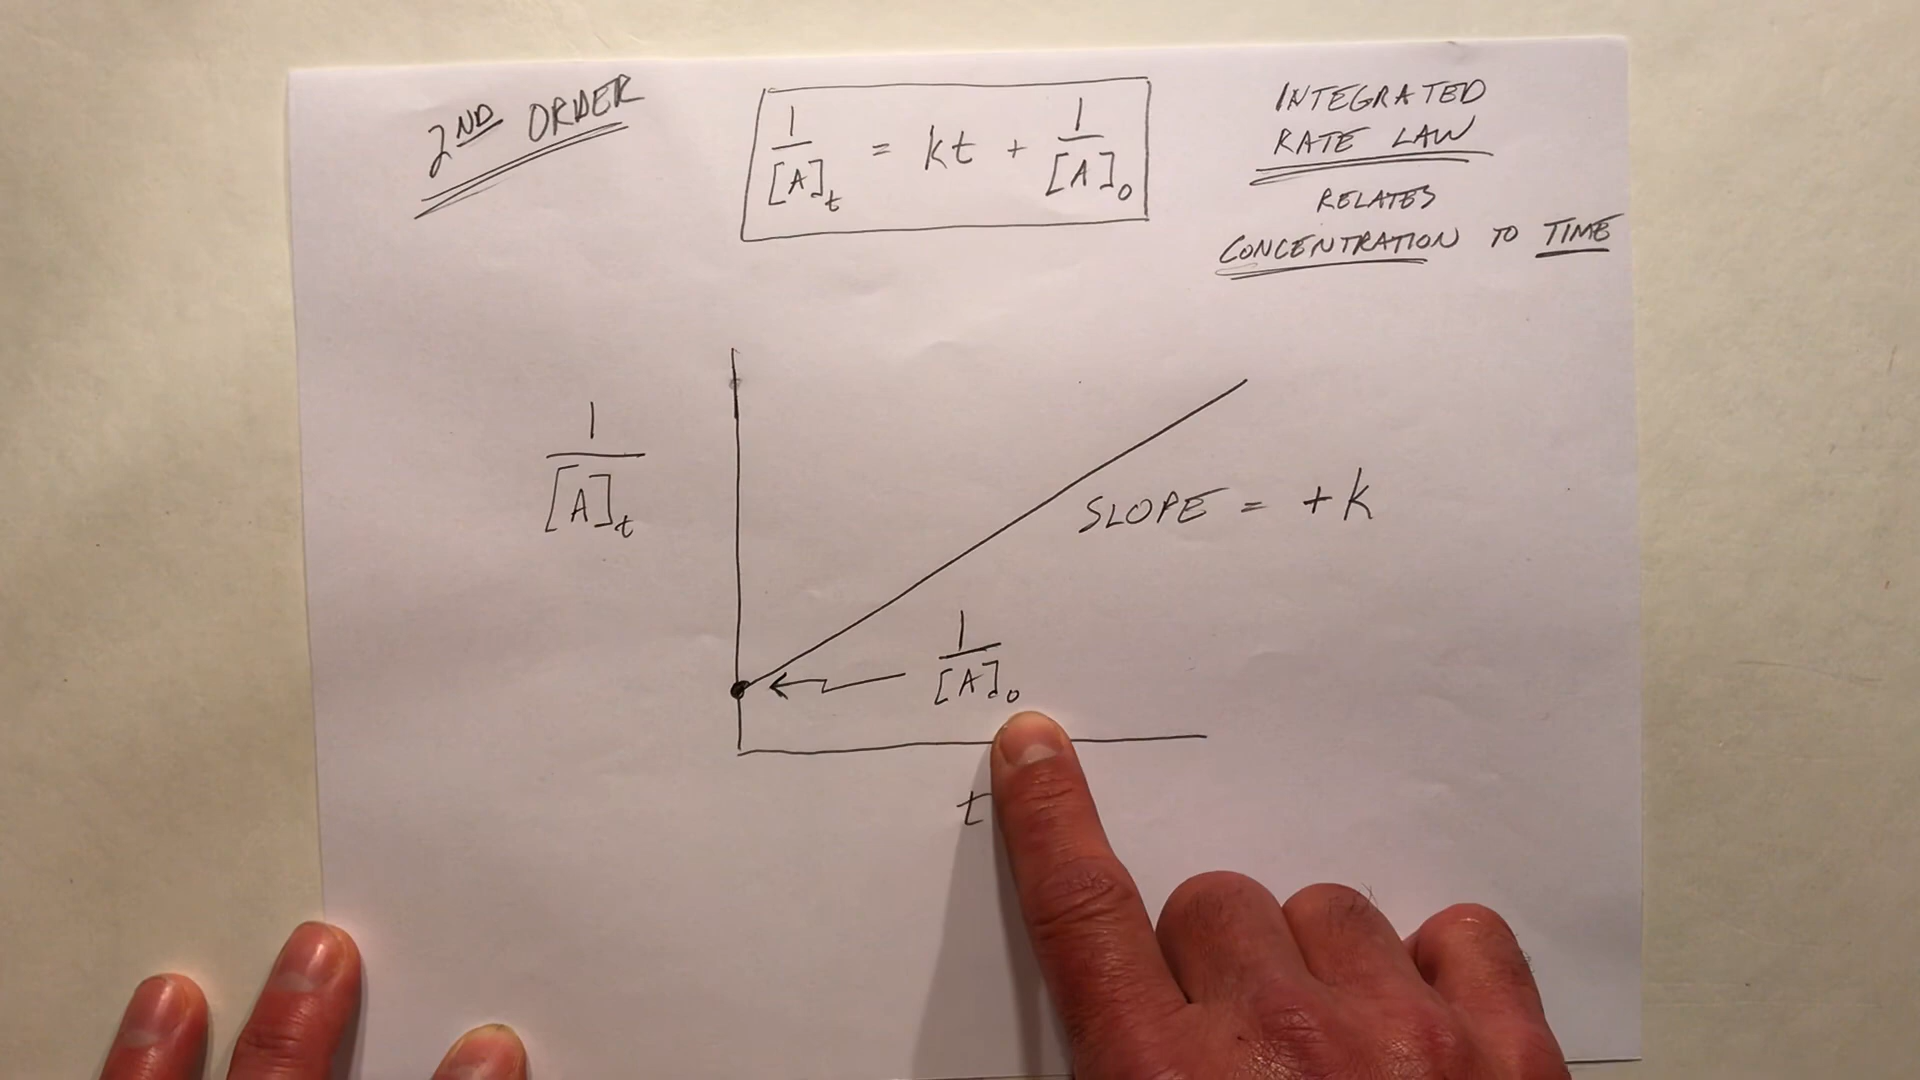 2ND ORDER
1/[A]t = kt + 1/[A]0
INTEGRATED
RATE LAW
RELATES
CONCENTRATION TO TIME
1/[A]t
SLOPE = +k
1/[A]0
t